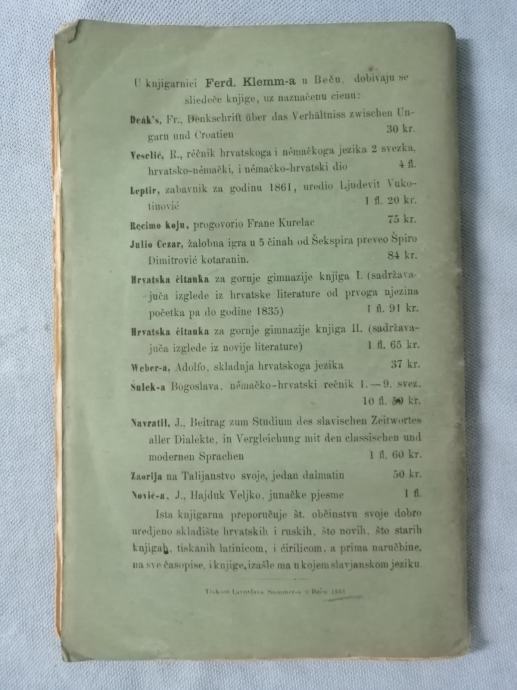 U knjigarnici Ferd. Klemm-a u Beču, dobivaju se
sliedeće knjige, uz naznačenu cienu:
Deák's, Fr., Denkschrift über das Verhältniss zwischen Un-
garn und Croatien 30 kr.
Veselić, R., rěčnik hrvatskoga i němačkoga jezika 2 svezka,
hrvatsko-němački, i němačko-hrvatski dio 4 fl.
Leptir, zabavnik za godinu 1861, uredio Ljudevit Vuko-
tinović 1 fl. 20 kr.
Recimo koju, progovorio Frane Kurelac 75 kr.
Julio Cezar, žalobna igra u 5 činah od Šekspira preveo Špiro
Dimitrović kotaranin. 84 kr.
Hrvatska čitanka za gornje gimnazije knjiga I. (sadržava-
juća izglede iz hrvatske literature od prvoga njezina
početka pa do godine 1835) 1 fl. 91 kr.
Hrvatska čitanka za gornje gimnazije knjiga II. (sadržava-
juća izglede iz novije literature) 1 fl. 65 kr.
Weber-a, Adolfo, skladnja hrvatskoga jezika 37 kr.
Šulek-a Bogoslava, němačko-hrvatski rečnik I.—9. svez.
10 fl. kr.
Navratil, J., Beitrag zum Studium des slavischen Zeitwortes
aller Dialekte, in Vergleichung mit den classischen und
modernen Sprachen 1 fl. 60 kr.
Zaorija na Talijanstvo svoje, jedan dalmatin 50 kr.
Nović-a, J., Hajduk Veljko, junačke pjesme 1 fl.
Ista knjigarna preporučuje št. občinstvu svoje dobro
uredjeno skladište hrvatskih i ruskih, što novih, što starih
knjigah, tiskanih latinicom, i ćirilicom, a prima naručbine,
na sve časopise, i knjige, izašle ma u kojem slavjanskom jeziku.
Tiskom Lavoslava Sommer-a u Beču